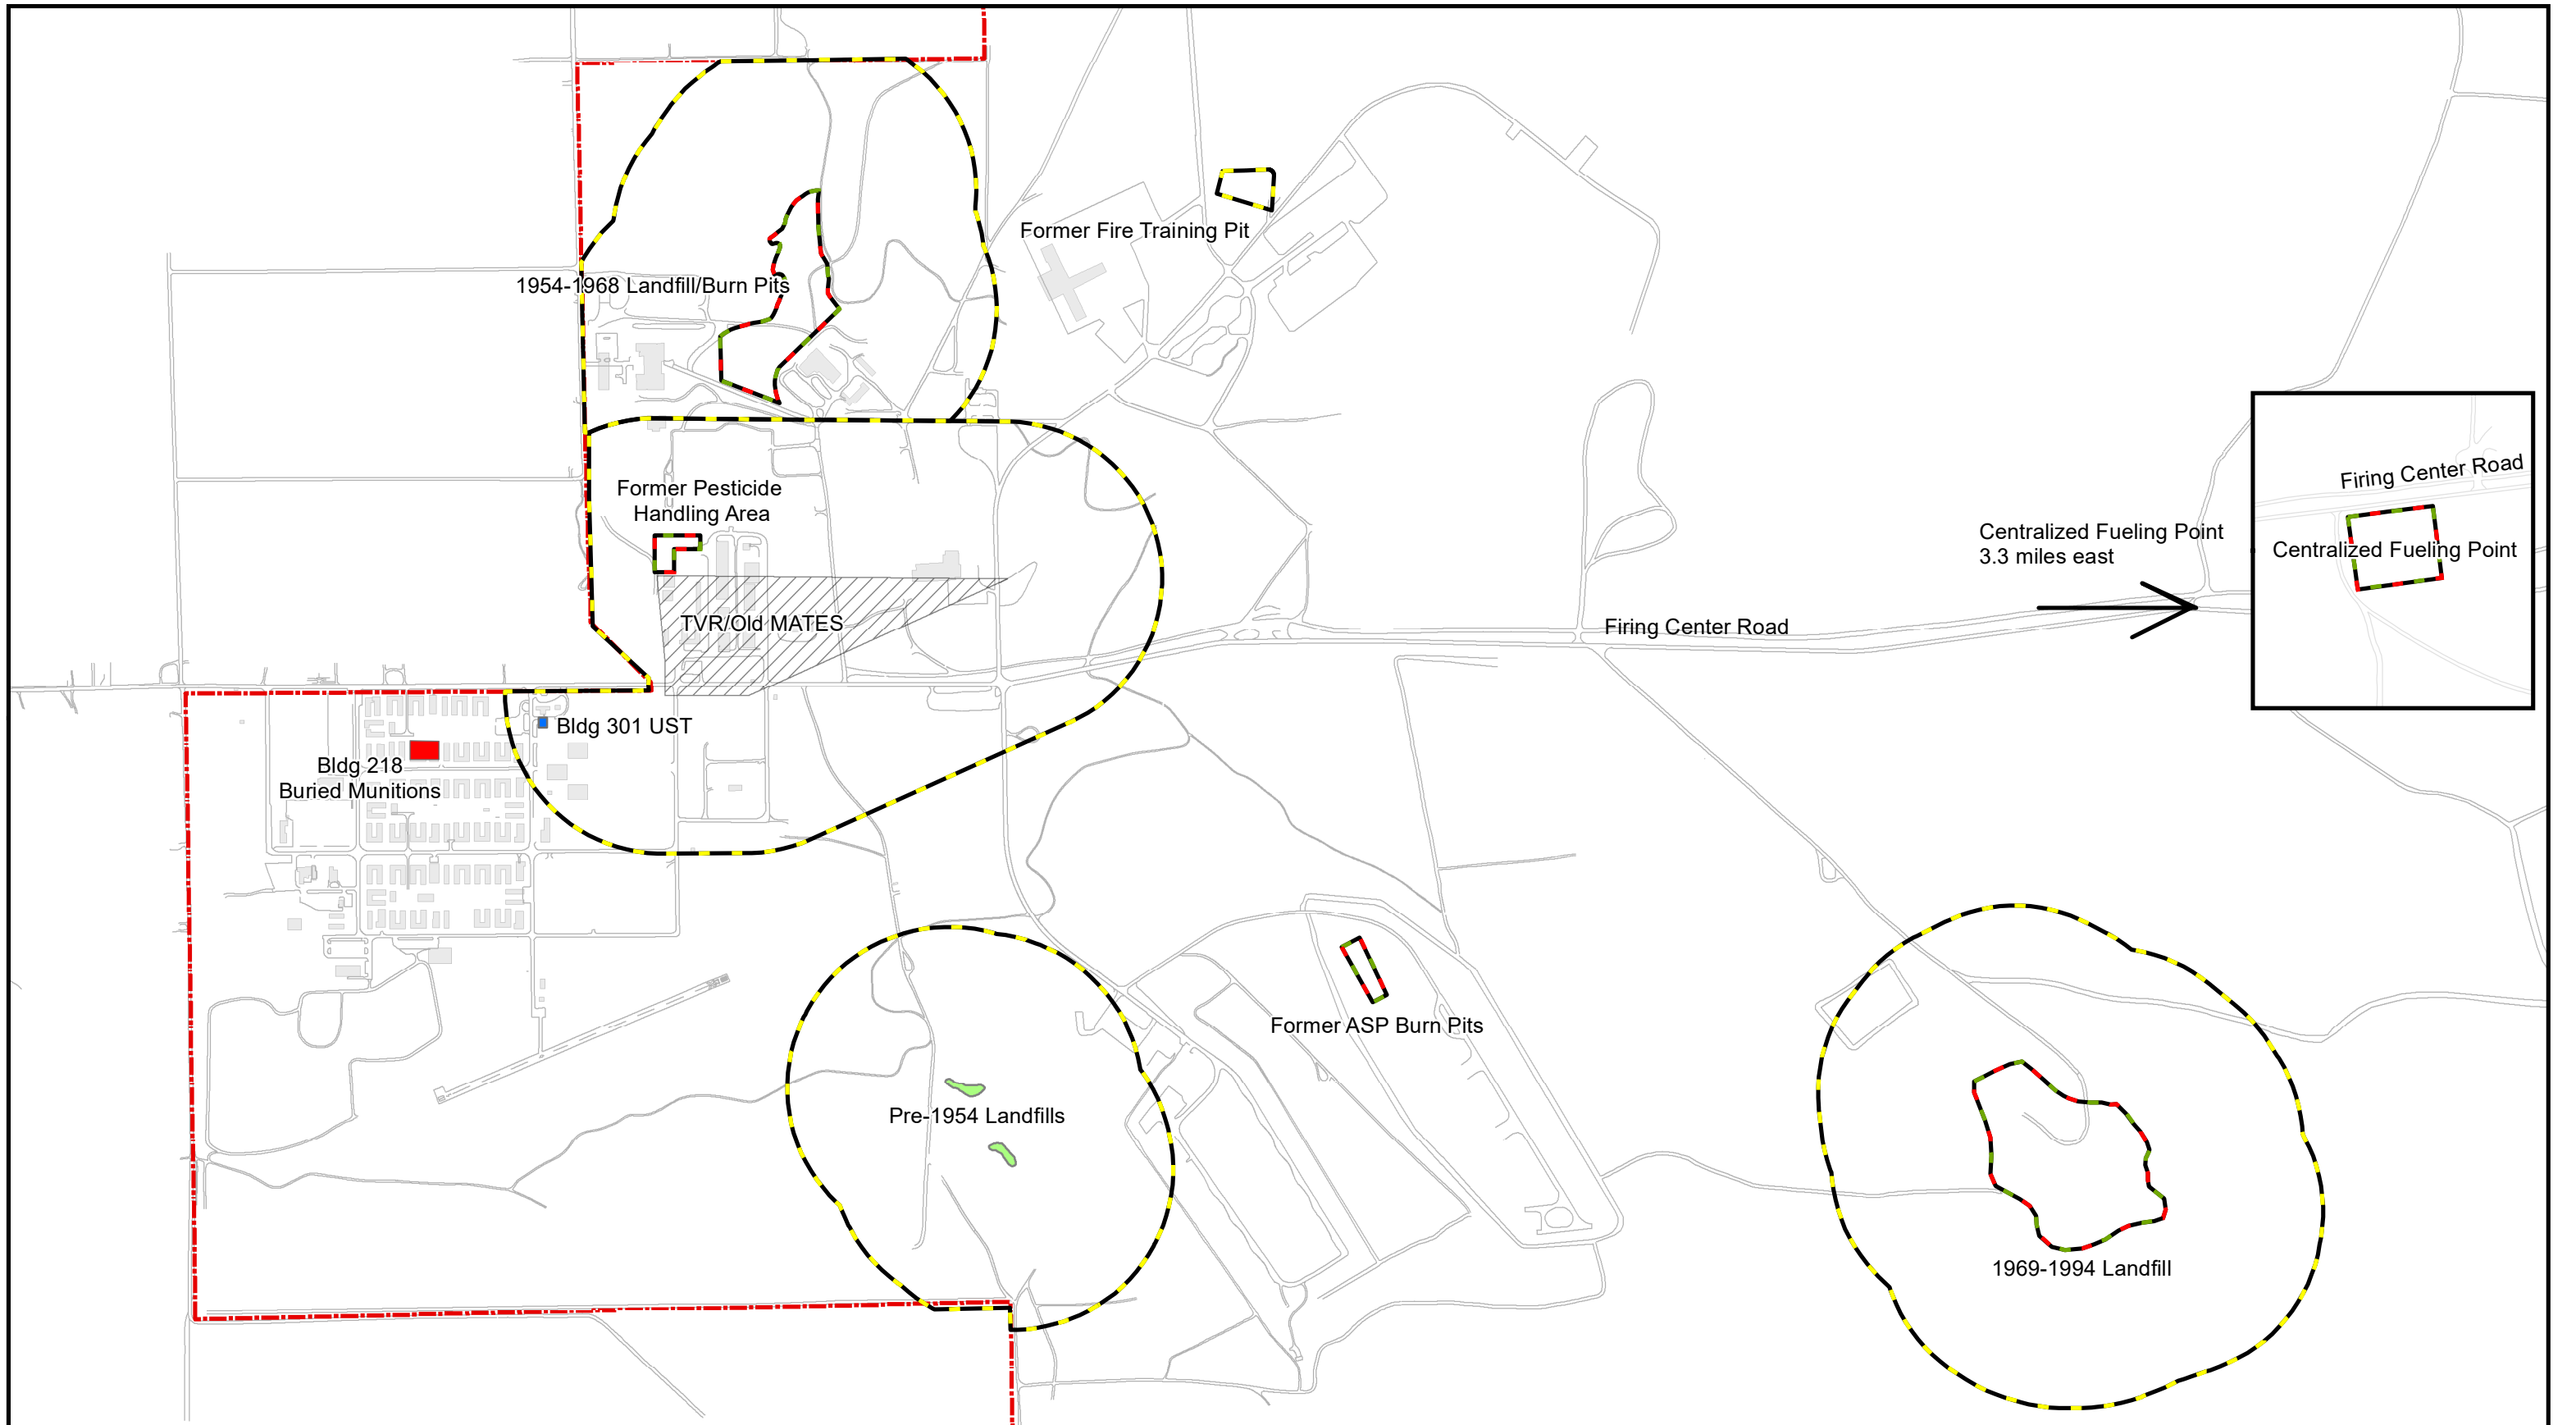 Former Fire Training Pit
1954-1968 Landfill/Burn Pits
Former Pesticide
Handling Area
Firing Center Road
Centralized Fueling Point
3.3 miles east
Centralized Fueling Point
TVR/Old MATES
Firing Center Road
Bldg 301 UST
Bldg 218
Buried Munitions
Former ASP Burn Pits
Pre-1954 Landfills
1969-1994 Landfill